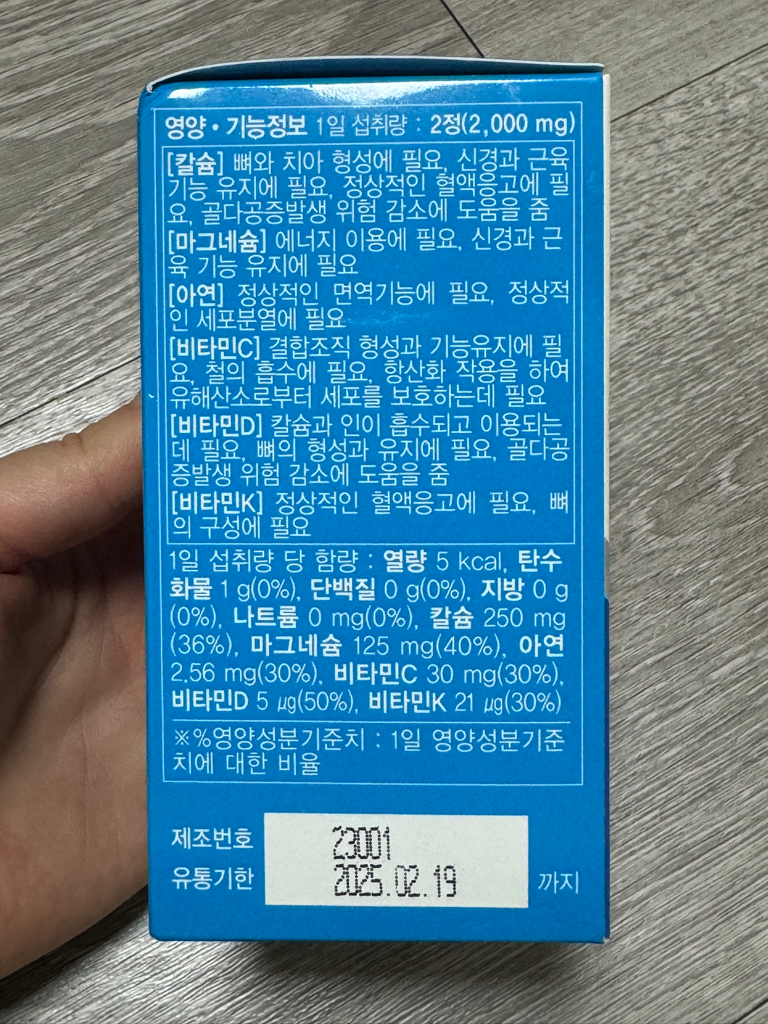 영양·기능정보 1일 섭취량 : 2정(2,000 mg)
[칼슘] 뼈와 치아 형성에 필요, 신경과 근육
기능 유지에 필요, 정상적인 혈액응고에 필
요, 골다공증발생 위험 감소에 도움을 줌
[마그네슘] 에너지 이용에 필요, 신경과 근
육 기능 유지에 필요
[아연] 정상적인 면역기능에 필요, 정상적
인 세포분열에 필요
[비타민C] 결합조직 형성과 기능유지에 필
요, 철의 흡수에 필요, 항산화 작용을 하여
유해산소로부터 세포를 보호하는데 필요
[비타민D] 칼슘과 인이 흡수되고 이용되는
데 필요, 뼈의 형성과 유지에 필요, 골다공
증발생 위험 감소에 도움을 줌
[비타민K] 정상적인 혈액응고에 필요, 뼈
의 구성에 필요
1일 섭취량 당 함량 : 열량 5 kcal, 탄수
화물 1 g(0%), 단백질 0 g(0%), 지방 0 g
(0%), 나트륨 0 mg(0%), 칼슘 250 mg
(36%), 마그네슘 125 mg(40%), 아연
2.56 mg(30%), 비타민C 30 mg(30%),
비타민D 5 μg(50%), 비타민K 21 μg(30%)
※%영양성분기준치 : 1일 영양성분기준
치에 대한 비율
제조번호 23001
유통기한 2025.02.19 까지